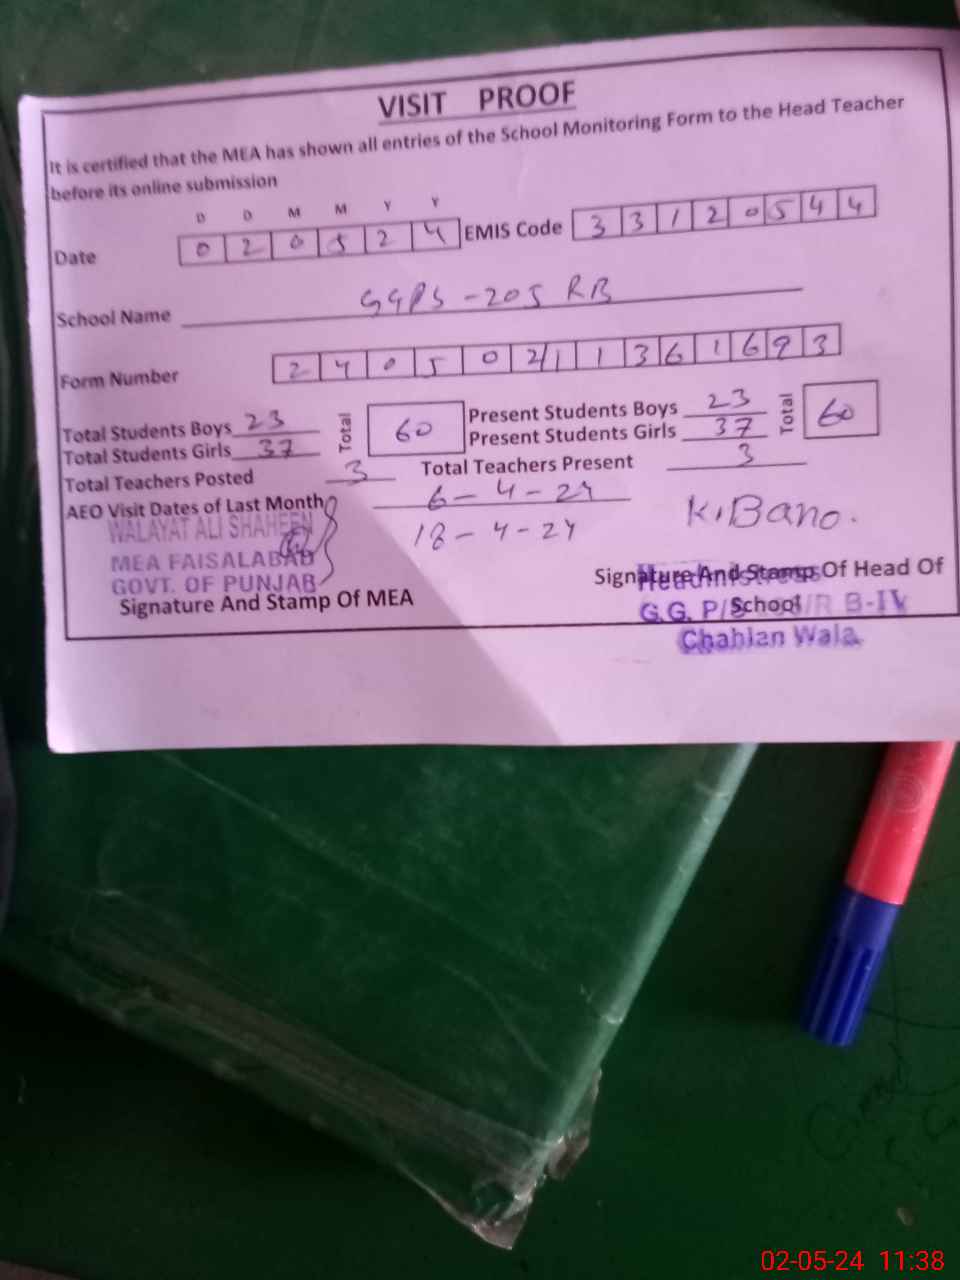 VISIT PROOF
It is certified that the MEA has shown all entries of the School Monitoring Form to the Head Teacher
before its online submission
D D M M Y Y
Date 0 2 0 5 2 4 EMIS Code 3 3 1 2 0 5 4 4
School Name GGPS - 205 RB
Form Number 2 4 0 5 0 2 1 1 3 6 1 6 9 3
Total Students Boys 23 Total 60 Present Students Boys 23 Total 60
Total Students Girls 37 Present Students Girls 37
Total Teachers Posted 3 Total Teachers Present 3
AEO Visit Dates of Last Month 6 - 4 - 24
18 - 4 - 24
K.Bano.
WALAYAT ALI SHAHEEN
MEA FAISALABAD
GOVT. OF PUNJAB
Signature And Stamp Of MEA
Signature And Stamp Of Head Of
School
Headmistress
G.G. P/S R B-IV
Chahlan Wala
02-05-24 11:38